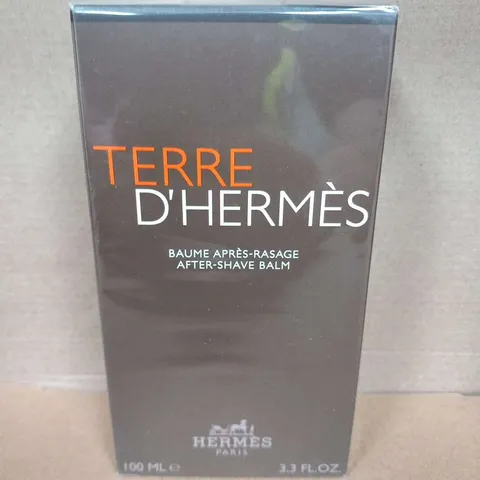 TERRE
D'HERMÈS
BAUME APRÈS-RASAGE
AFTER-SHAVE BALM
HERMÈS
PARIS
100 ML ℮ 3.3 FL.OZ.